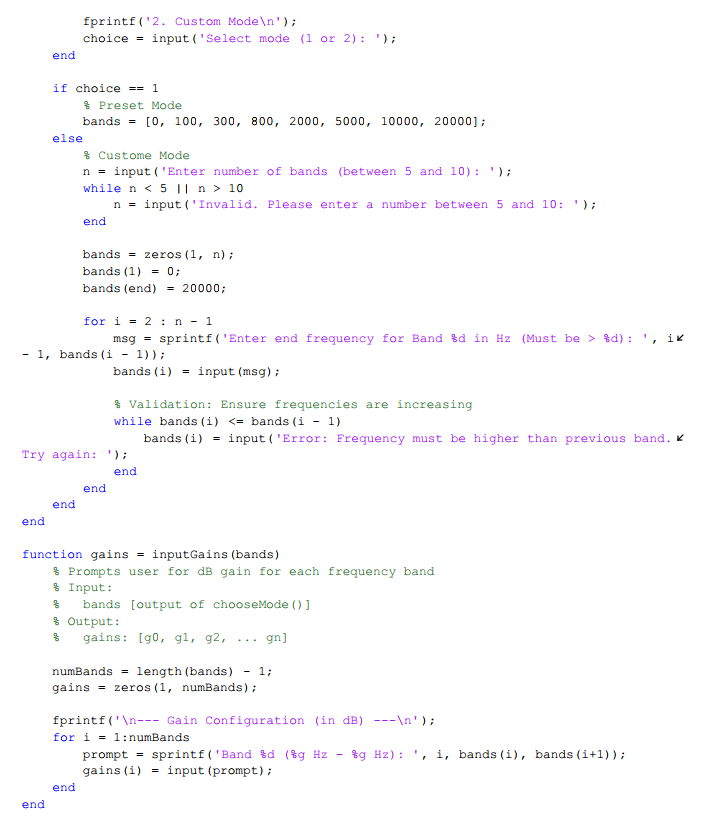 fprintf('2. Custom Mode\n');
        choice = input('Select mode (1 or 2): ');
    end

    if choice == 1
        % Preset Mode
        bands = [0, 100, 300, 800, 2000, 5000, 10000, 20000];
    else
        % Custome Mode
        n = input('Enter number of bands (between 5 and 10): ');
        while n < 5 || n > 10
            n = input('Invalid. Please enter a number between 5 and 10: ');
        end

        bands = zeros(1, n);
        bands(1) = 0;
        bands(end) = 20000;

        for i = 2 : n - 1
            msg = sprintf('Enter end frequency for Band %d in Hz (Must be > %d): ', i↙
- 1, bands(i - 1));
            bands(i) = input(msg);

            % Validation: Ensure frequencies are increasing
            while bands(i) <= bands(i - 1)
                bands(i) = input('Error: Frequency must be higher than previous band. ↙
Try again: ');
            end
        end
    end
end

function gains = inputGains(bands)
    % Prompts user for dB gain for each frequency band
    % Input:
    %   bands [output of chooseMode()]
    % Output:
    %   gains: [g0, g1, g2, ... gn]

    numBands = length(bands) - 1;
    gains = zeros(1, numBands);

    fprintf('\n--- Gain Configuration (in dB) ---\n');
    for i = 1:numBands
        prompt = sprintf('Band %d (%g Hz - %g Hz): ', i, bands(i), bands(i+1));
        gains(i) = input(prompt);
    end
end